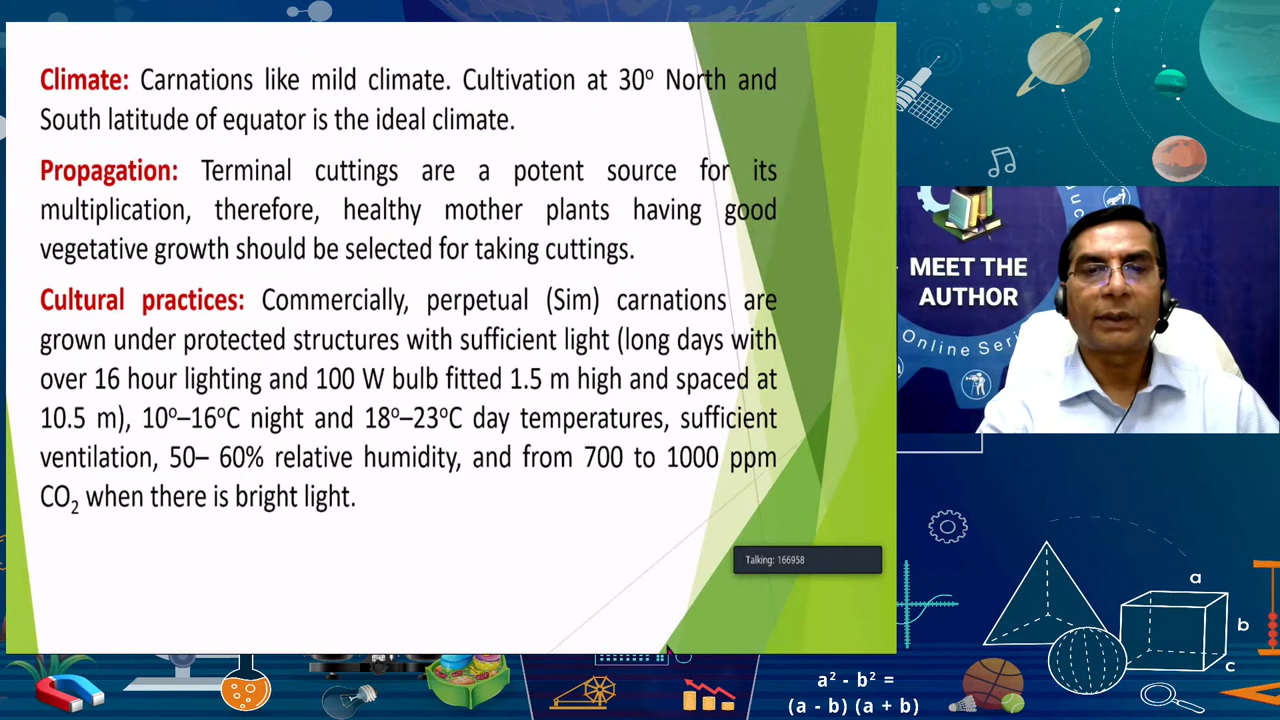 Climate: Carnations like mild climate. Cultivation at 30º North and
South latitude of equator is the ideal climate.
Propagation: Terminal cuttings are a potent source for its
multiplication, therefore, healthy mother plants having good
vegetative growth should be selected for taking cuttings.
Cultural practices: Commercially, perpetual (Sim) carnations are
grown under protected structures with sufficient light (long days with
over 16 hour lighting and 100 W bulb fitted 1.5 m high and spaced at
10.5 m), 10º–16ºC night and 18º–23ºC day temperatures, sufficient
ventilation, 50– 60% relative humidity, and from 700 to 1000 ppm
CO₂ when there is bright light.
Talking: 166958
MEET THE
AUTHOR
Online Seri
a
b
c
a² - b² =
(a - b) (a + b)